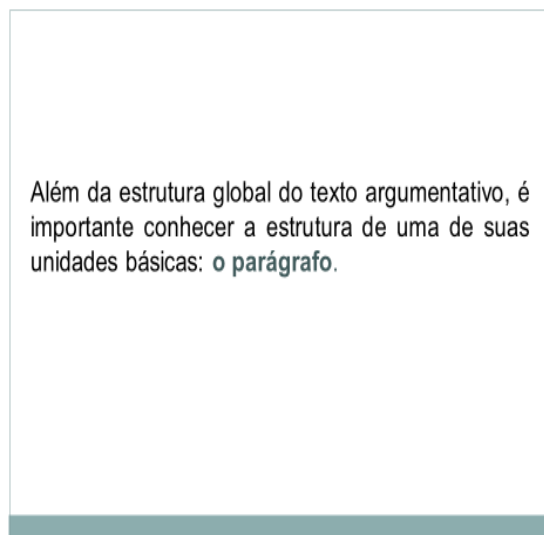 Além da estrutura global do texto argumentativo, é
importante conhecer a estrutura de uma de suas
unidades básicas: o parágrafo.